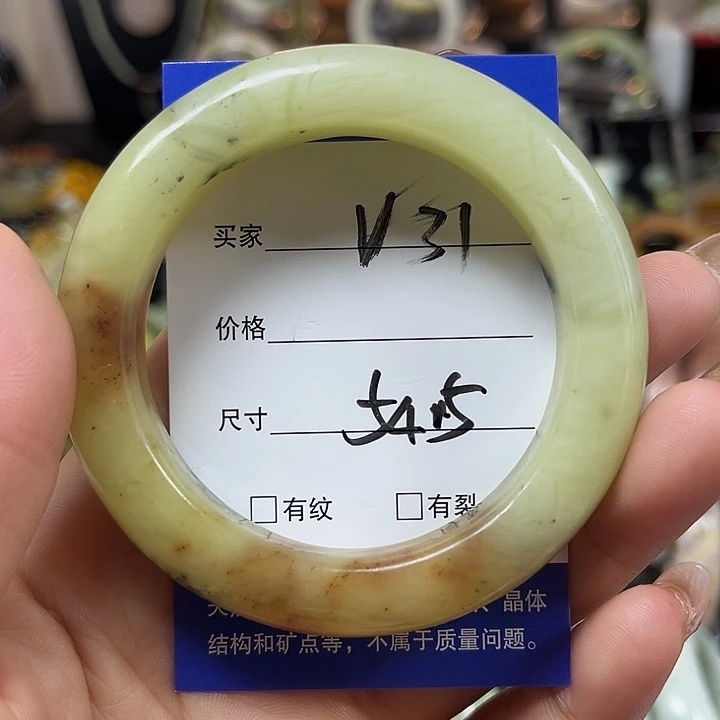 买家 V31
价格
尺寸 54.5
□有纹 □有裂
晶体
结构和矿点等，不属于质量问题。